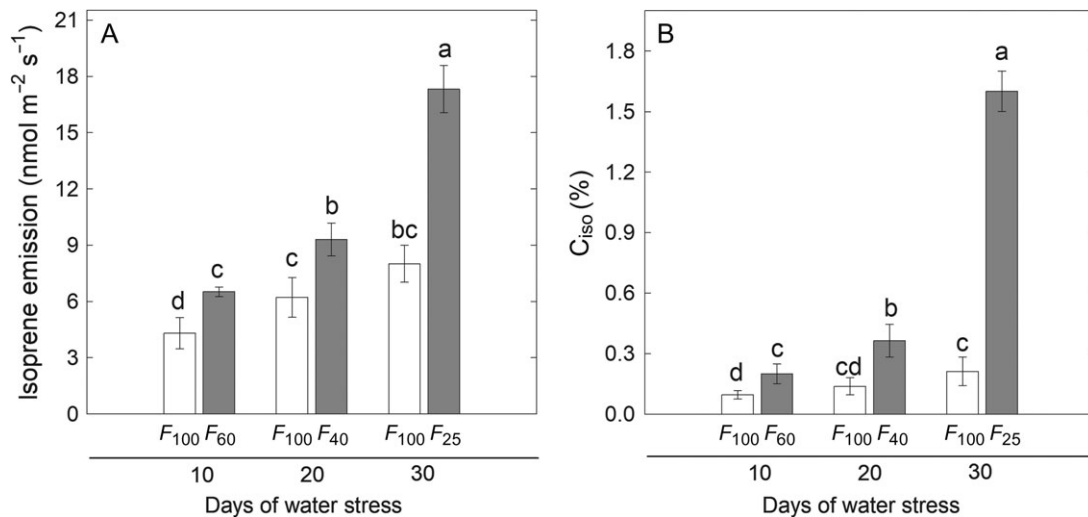 A
Isoprene emission (nmol m⁻² s⁻¹)
21
18
15
12
9
6
3
0
d
c
c
b
bc
a
F₁₀₀ F₆₀
F₁₀₀ F₄₀
F₁₀₀ F₂₅
10
20
30
Days of water stress
B
C_iso (%)
1.8
1.5
1.2
0.9
0.6
0.3
0.0
d
c
cd
b
c
a
F₁₀₀ F₆₀
F₁₀₀ F₄₀
F₁₀₀ F₂₅
10
20
30
Days of water stress